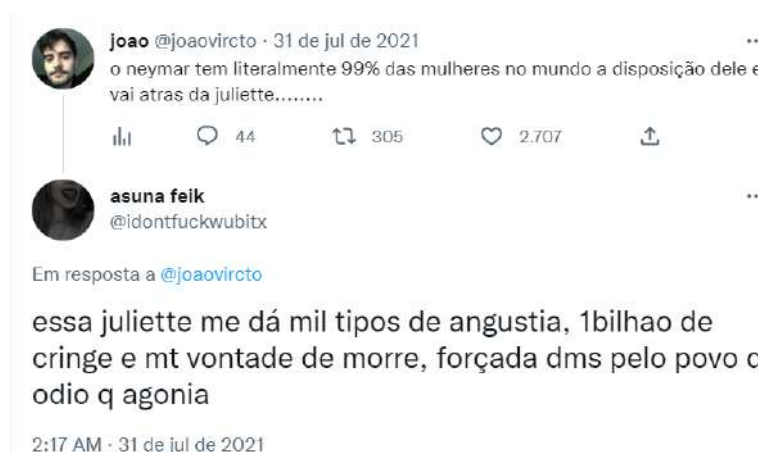 joao @joaovircto · 31 de jul de 2021
o neymar tem literalmente 99% das mulheres no mundo a disposição dele e
vai atras da juliette........
44 305 2.707
asuna feik
@idontfuckwubitx
Em resposta a @joaovircto
essa juliette me dá mil tipos de angustia, 1bilhao de
cringe e mt vontade de morre, forçada dms pelo povo
odio q agonia
2:17 AM · 31 de jul de 2021